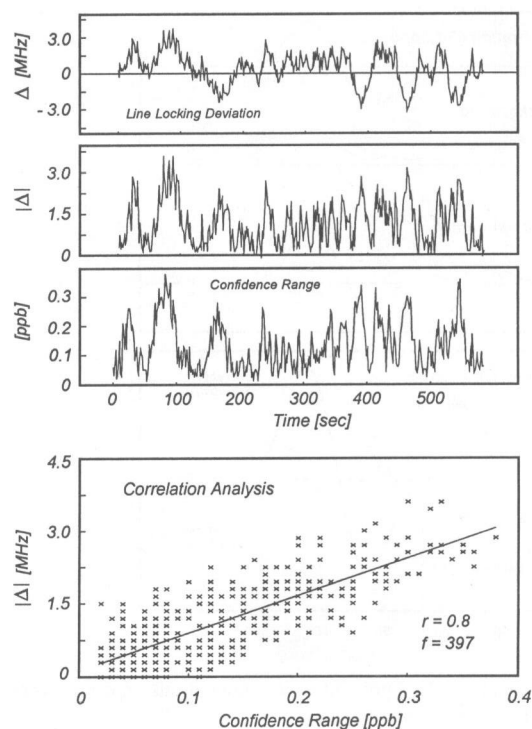 3.0
0
- 3.0
Δ [MHz]
Line Locking Deviation
3.0
1.5
0
|Δ|
Confidence Range
0.3
0.2
0.1
0
[ppb]
0 100 200 300 400 500
Time [sec]
4.5
3.0
1.5
0
|Δ| [MHz]
Correlation Analysis
r = 0.8
f = 397
0 0.1 0.2 0.3 0.4
Confidence Range [ppb]